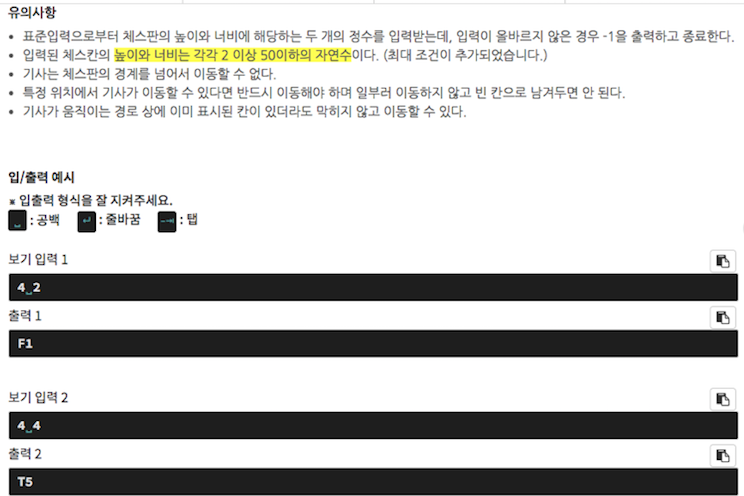 유의사항
• 표준입력으로부터 체스판의 높이와 너비에 해당하는 두 개의 정수를 입력받는데, 입력이 올바르지 않은 경우 -1을 출력하고 종료한다.
• 입력된 체스칸의 높이와 너비는 각각 2 이상 50이하의 자연수이다. (최대 조건이 추가되었습니다.)
• 기사는 체스판의 경계를 넘어서 이동할 수 없다.
• 특정 위치에서 기사가 이동할 수 있다면 반드시 이동해야 하며 일부러 이동하지 않고 빈 칸으로 남겨두면 안 된다.
• 기사가 움직이는 경로 상에 이미 표시된 칸이 있더라도 막히지 않고 이동할 수 있다.
입/출력 예시
※ 입출력 형식을 잘 지켜주세요.
␣ : 공백 ↵ : 줄바꿈 ⇥ : 탭
보기 입력 1
4␣2
출력 1
F1
보기 입력 2
4␣4
출력 2
T5